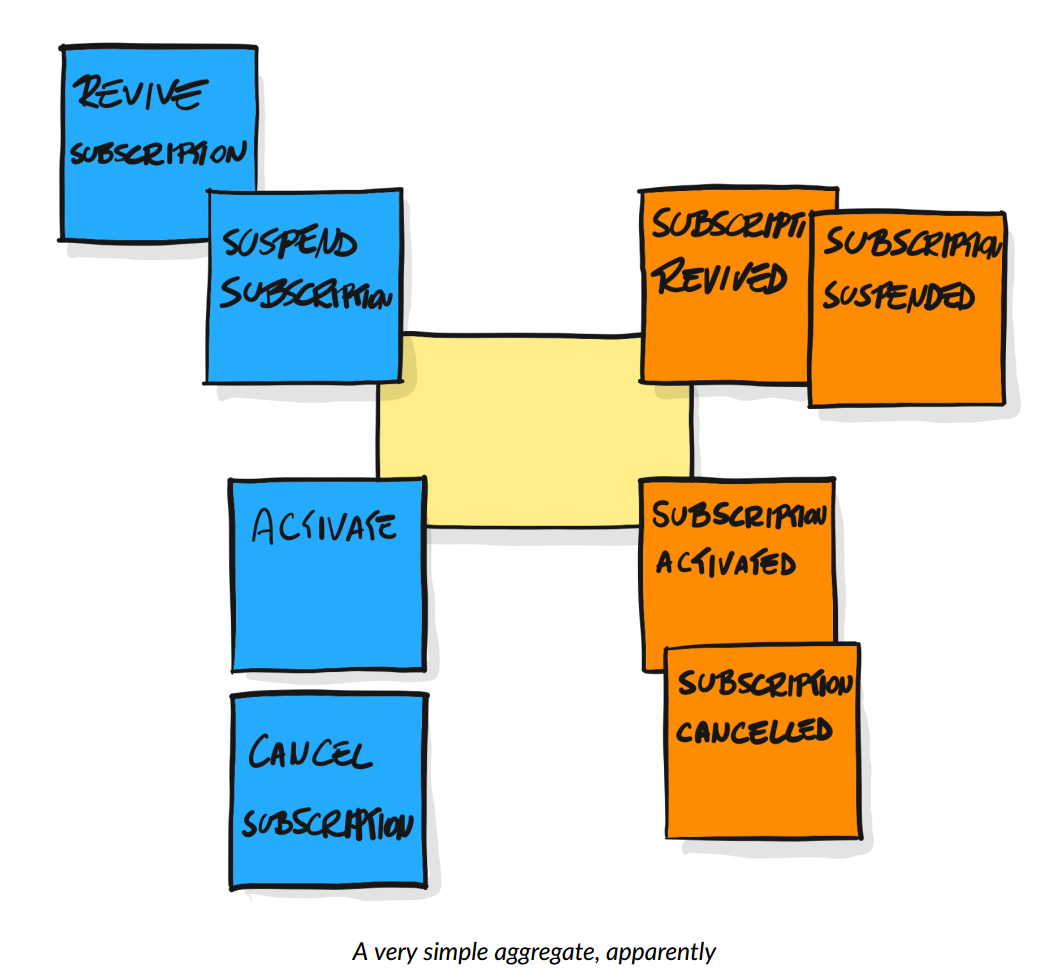 REVIVE
SUBSCRIPTION
SUSPEND
SUBSCRIPTION
SUBSCRIPTI
REVIVED
SUBSCRIPTION
SUSPENDED
ACTIVATE
SUBSCRIPTION
ACTIVATED
CANCEL
SUBSCRIPTION
SUBSCRIPTION
CANCELLED
A very simple aggregate, apparently